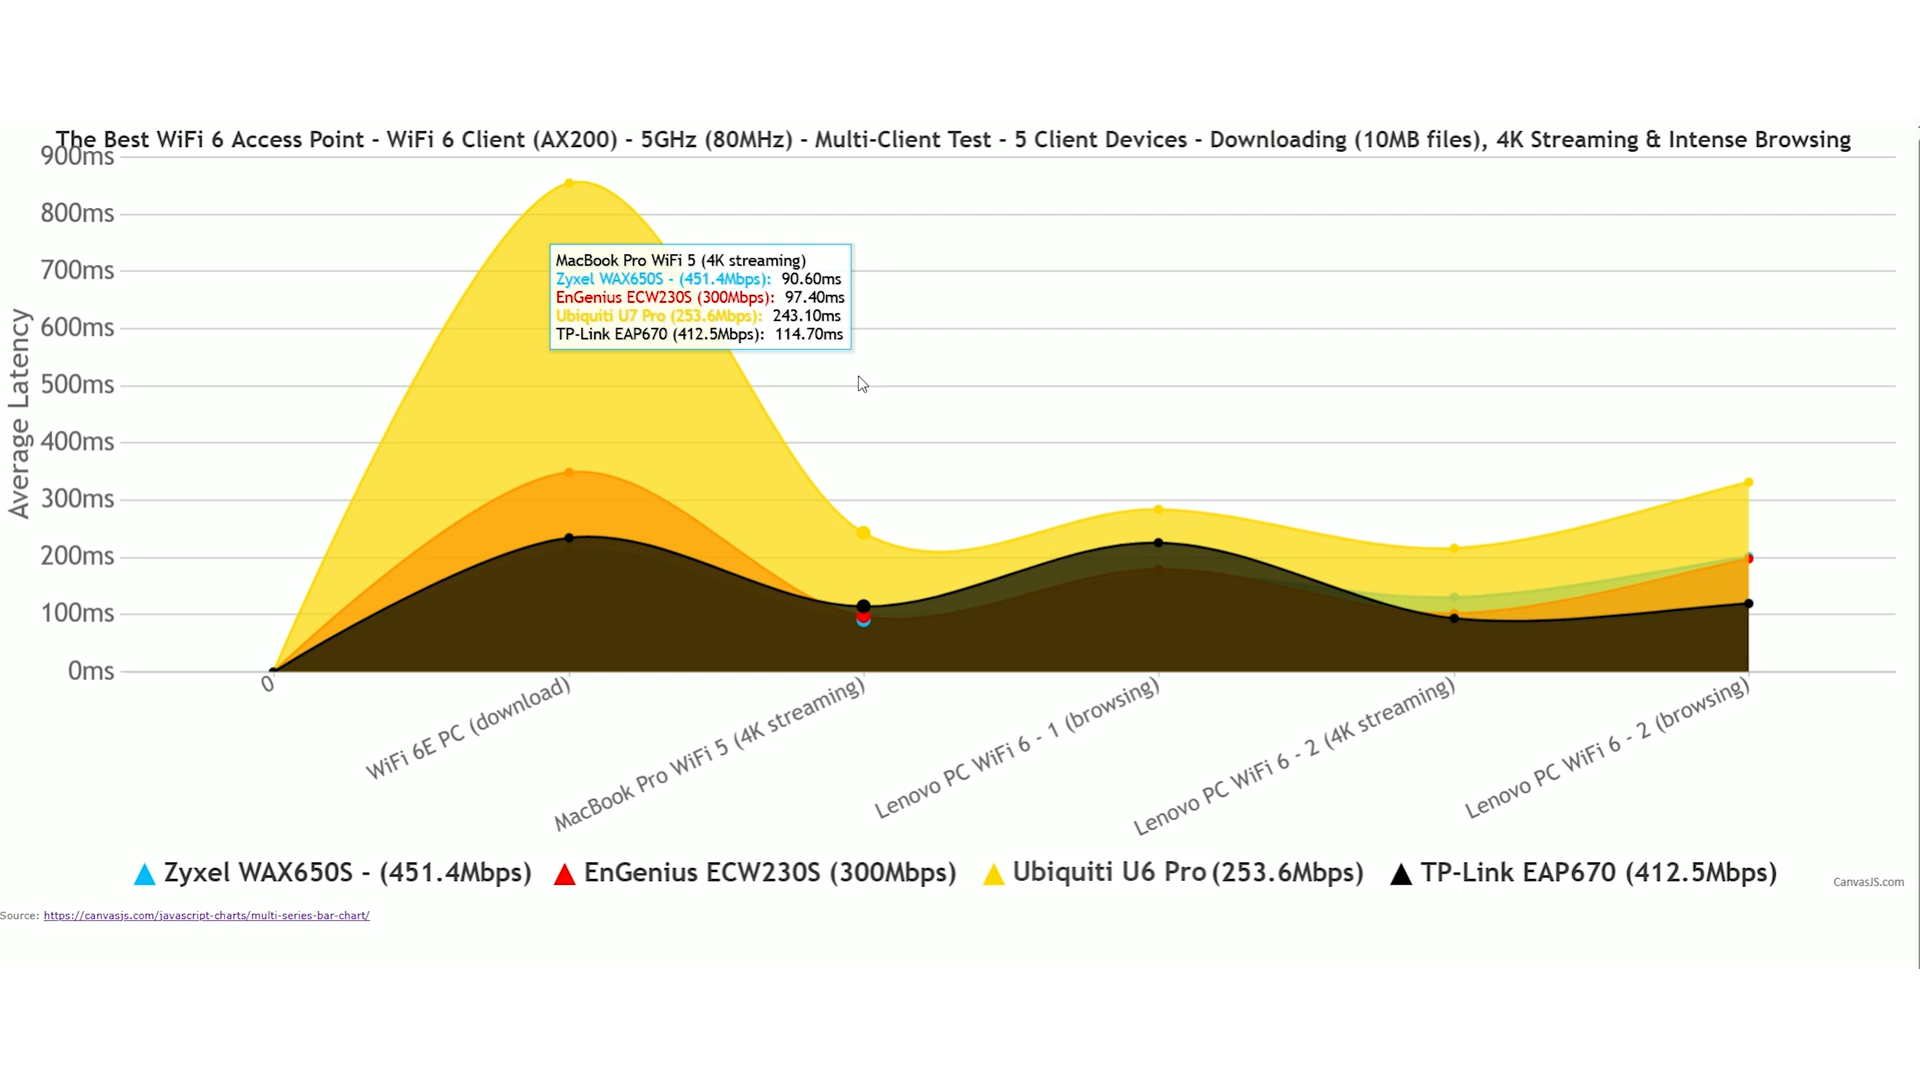 The Best WiFi 6 Access Point - WiFi 6 Client (AX200) - 5GHz (80MHz) - Multi-Client Test - 5 Client Devices - Downloading (10MB files), 4K Streaming & Intense Browsing
900ms
800ms
700ms
600ms
500ms
400ms
300ms
200ms
100ms
0ms
Average Latency
MacBook Pro WiFi 5 (4K streaming)
Zyxel WAX650S - (451.4Mbps): 90.60ms
EnGenius ECW230S (300Mbps): 97.40ms
Ubiquiti U7 Pro (253.6Mbps): 243.10ms
TP-Link EAP670 (412.5Mbps): 114.70ms
0
WiFi 6E PC (download)
MacBook Pro WiFi 5 (4K streaming)
Lenovo PC WiFi 6 - 1 (browsing)
Lenovo PC WiFi 6 - 2 (4K streaming)
Lenovo PC WiFi 6 - 2 (browsing)
Zyxel WAX650S - (451.4Mbps)
EnGenius ECW230S (300Mbps)
Ubiquiti U6 Pro (253.6Mbps)
TP-Link EAP670 (412.5Mbps)
CanvasJS.com
Source: https://canvasjs.com/javascript-charts/multi-series-bar-chart/